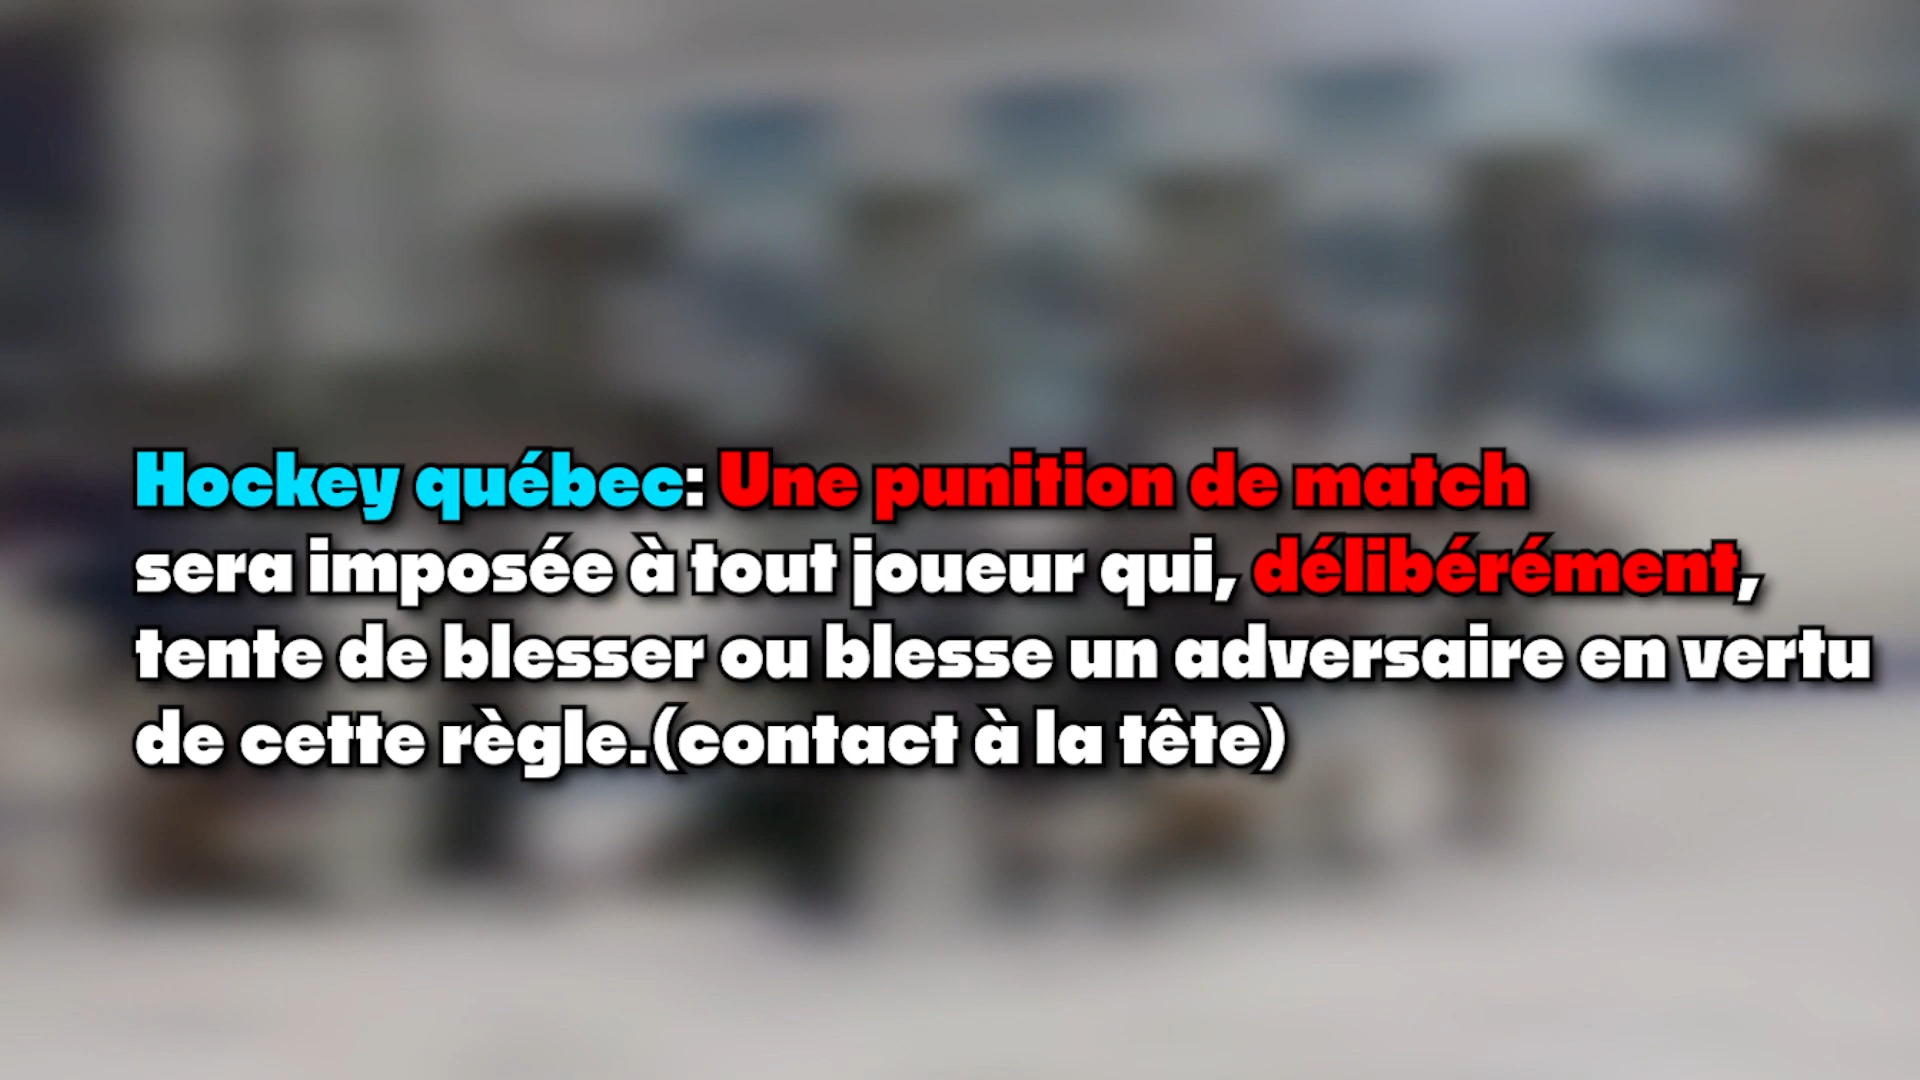 Hockey québec: Une punition de match
sera imposée à tout joueur qui, délibérément,
tente de blesser ou blesse un adversaire en vertu
de cette règle.(contact à la tête)